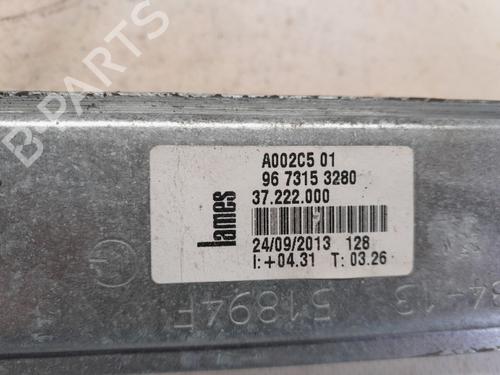 B-PARTS
A002C5 01
96 7315 3280
37.222.000
lames
24/09/2013 128
I:+04.31 T: 03.26
51894F